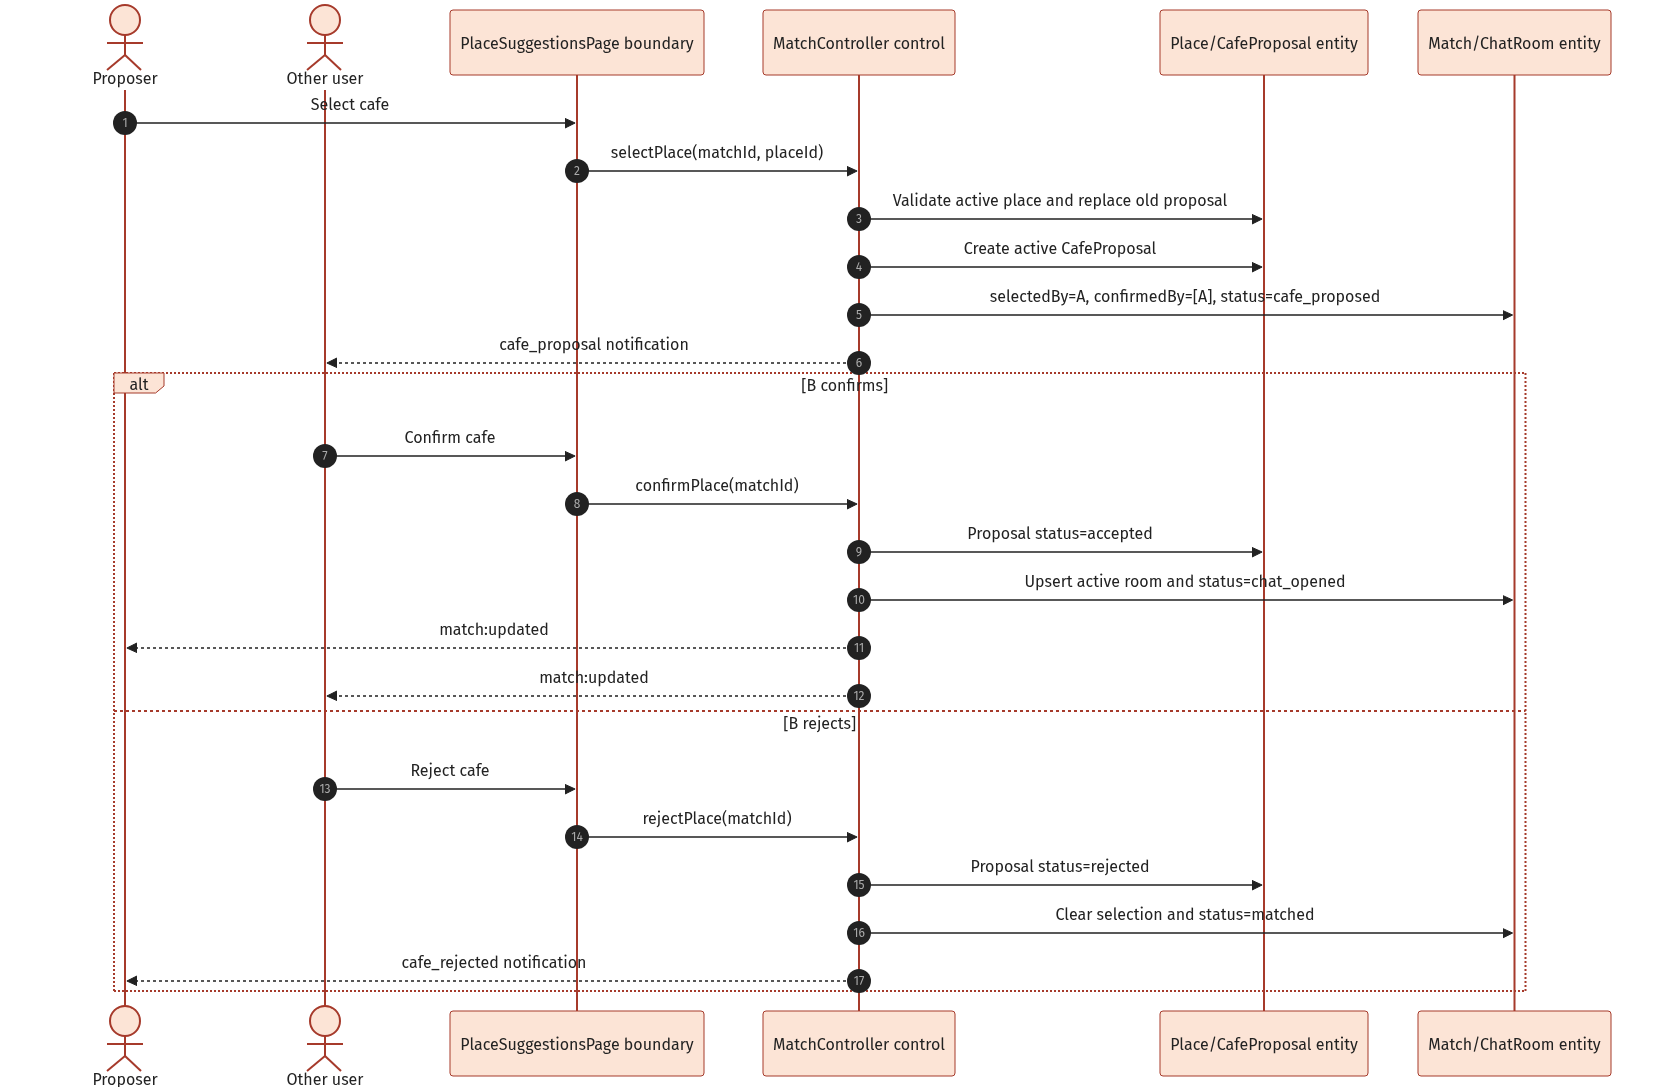 Proposer
Other user
PlaceSuggestionsPage boundary
MatchController control
Place/CafeProposal entity
Match/ChatRoom entity
Select cafe
1
selectPlace(matchId, placeId)
2
Validate active place and replace old proposal
3
Create active CafeProposal
4
selectedBy=A, confirmedBy=[A], status=cafe_proposed
5
cafe_proposal notification
6
alt
[B confirms]
Confirm cafe
7
confirmPlace(matchId)
8
Proposal status=accepted
9
Upsert active room and status=chat_opened
10
match:updated
11
match:updated
12
[B rejects]
Reject cafe
13
rejectPlace(matchId)
14
Proposal status=rejected
15
Clear selection and status=matched
16
cafe_rejected notification
17
Proposer
Other user
PlaceSuggestionsPage boundary
MatchController control
Place/CafeProposal entity
Match/ChatRoom entity